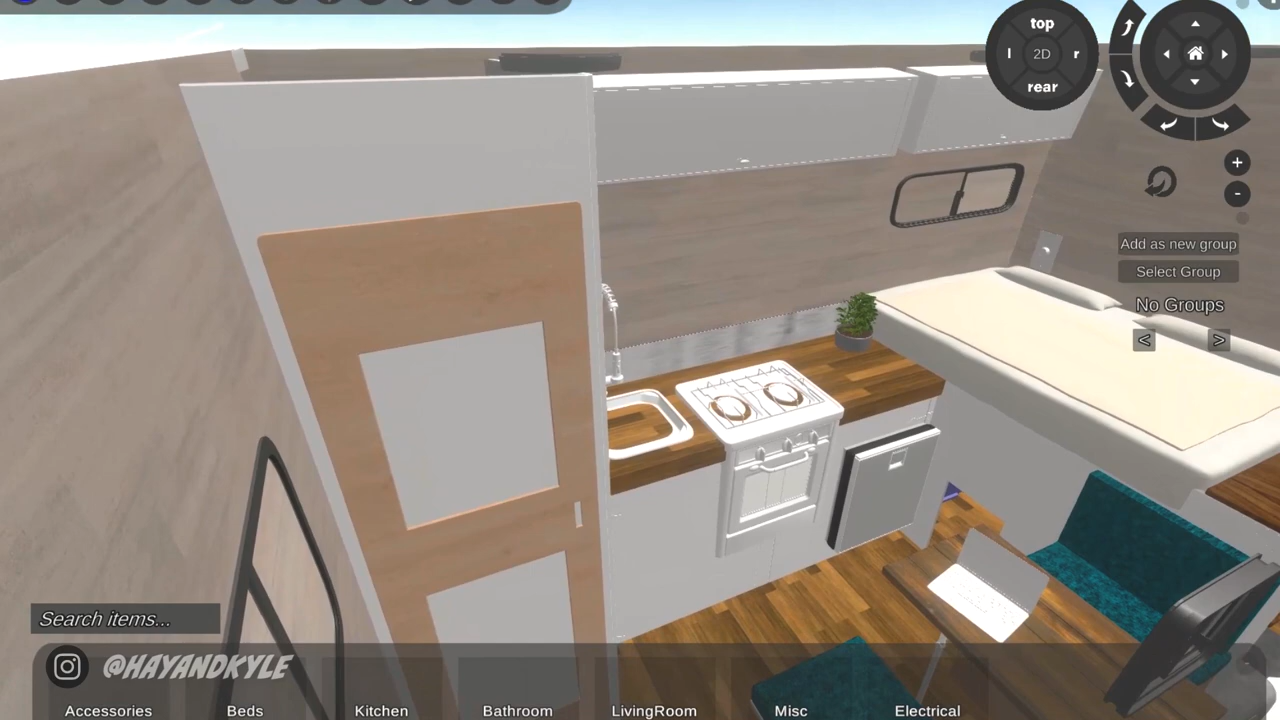 top
l 2D r
rear
+
-
Add as new group
Select Group
No Groups
< >
Search items...
@HAYANDKYLE
Accessories Beds Kitchen Bathroom LivingRoom Misc Electrical